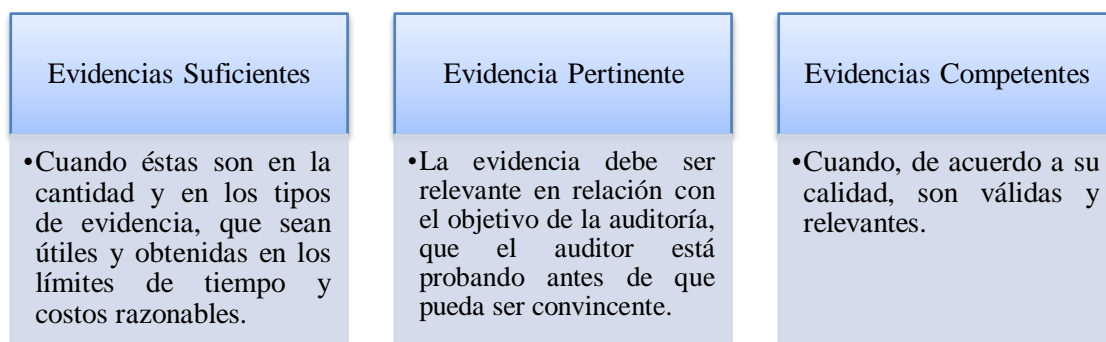 Evidencias Suficientes
•Cuando éstas son en la
cantidad y en los tipos
de evidencia, que sean
útiles y obtenidas en los
límites de tiempo y
costos razonables.
Evidencia Pertinente
•La evidencia debe ser
relevante en relación con
el objetivo de la auditoría,
que el auditor está
probando antes de que
pueda ser convincente.
Evidencias Competentes
•Cuando, de acuerdo a su
calidad, son válidas y
relevantes.